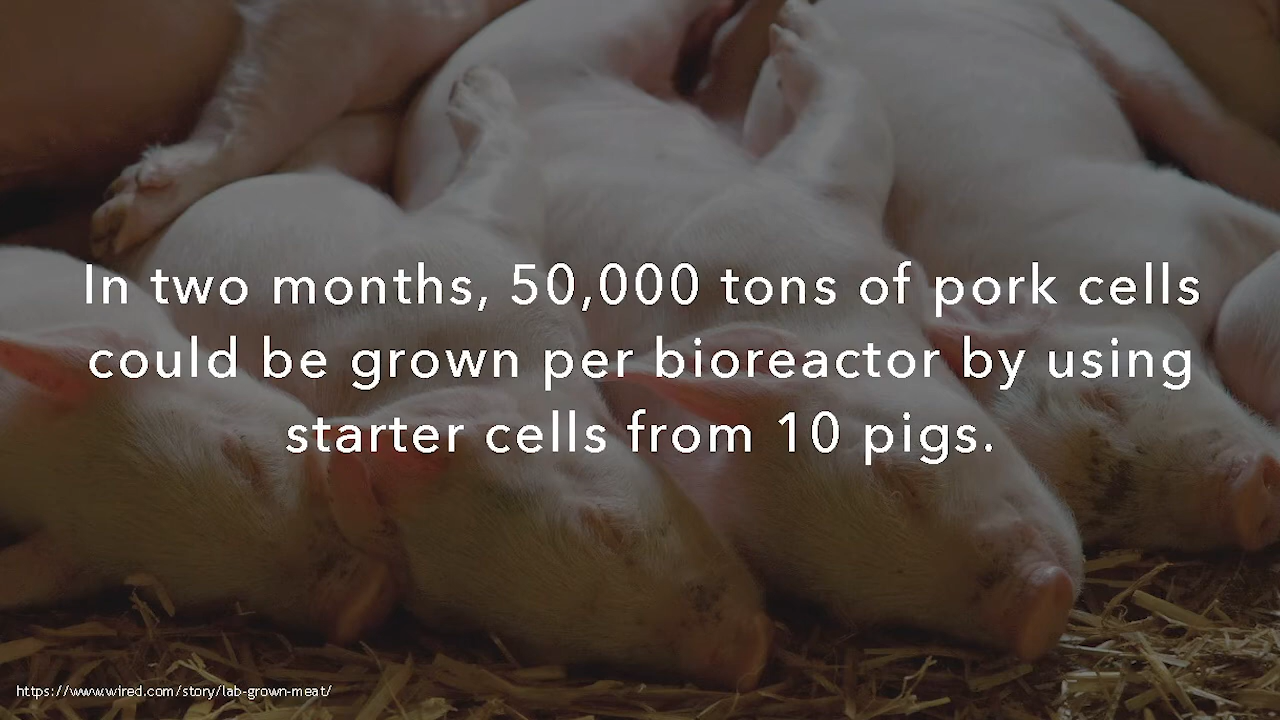 In two months, 50,000 tons of pork cells
could be grown per bioreactor by using
starter cells from 10 pigs.
https://www.wired.com/story/lab-grown-meat/